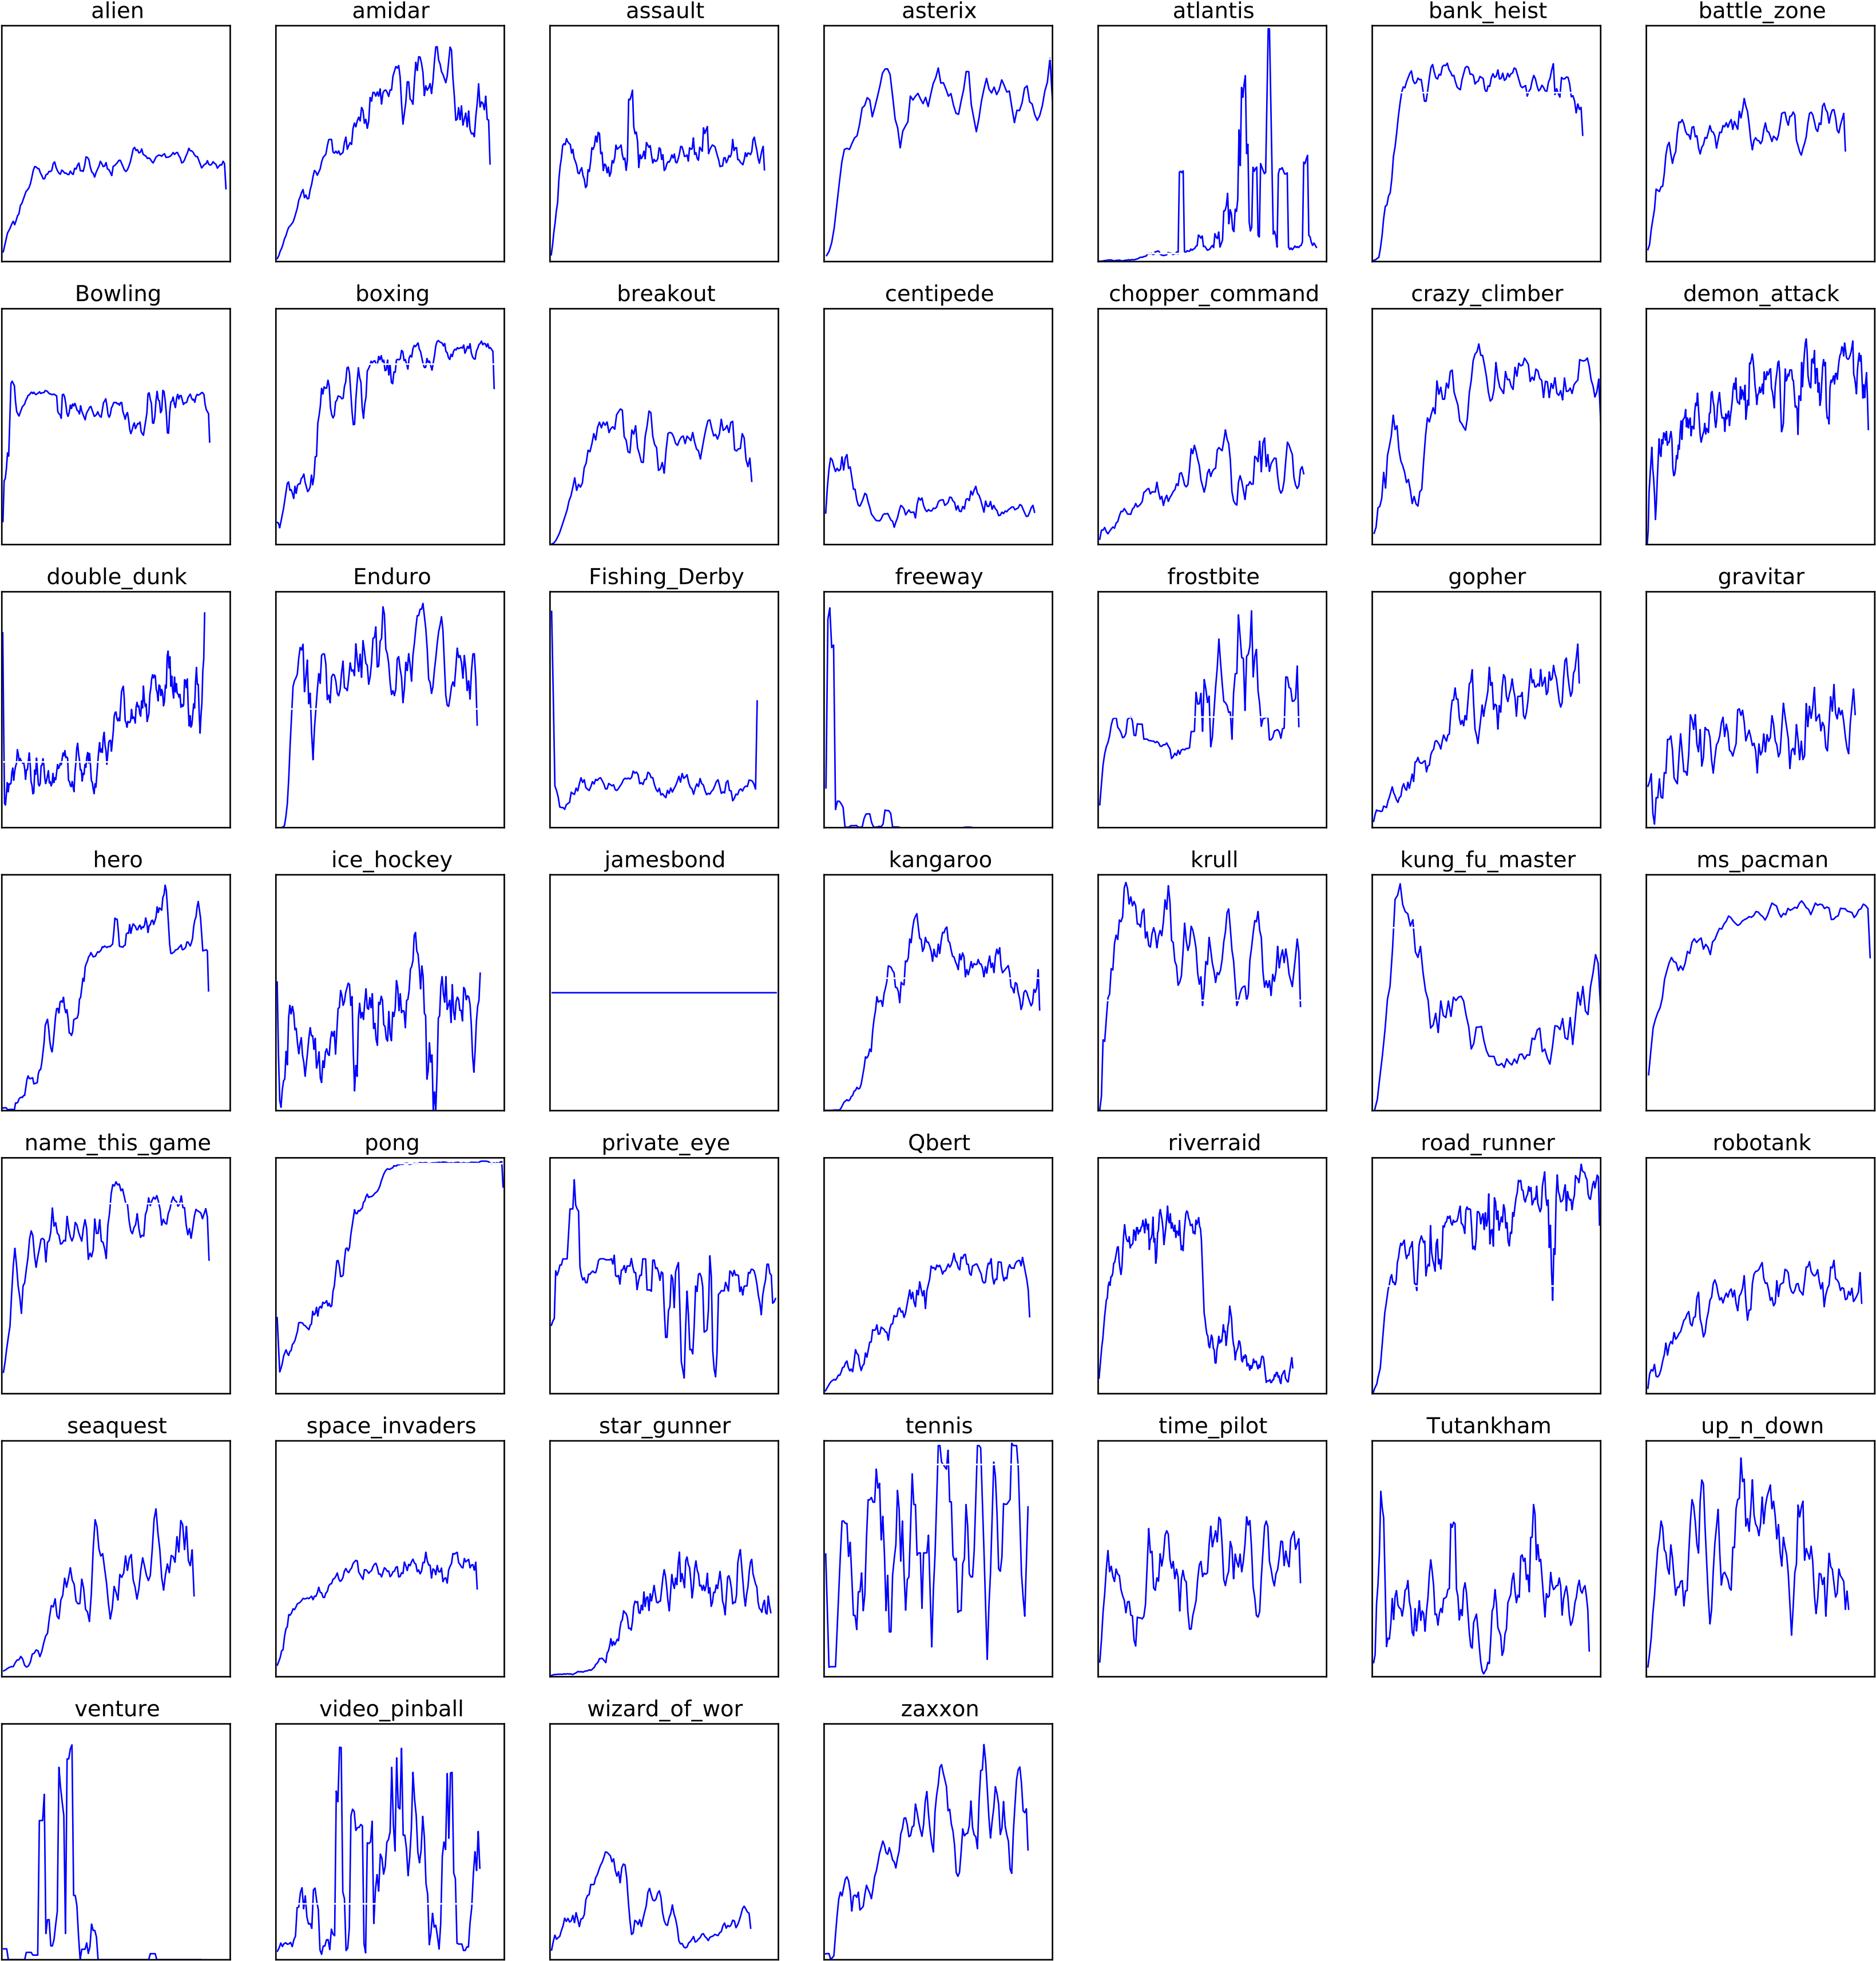 alien amidar assault asterix atlantis bank_heist battle_zone
Bowling boxing breakout centipede chopper_command crazy_climber demon_attack
double_dunk Enduro Fishing_Derby freeway frostbite gopher gravitar
hero ice_hockey jamesbond kangaroo krull kung_fu_master ms_pacman
name_this_game pong private_eye Qbert riverraid road_runner robotank
seaquest space_invaders star_gunner tennis time_pilot Tutankham up_n_down
venture video_pinball wizard_of_wor zaxxon